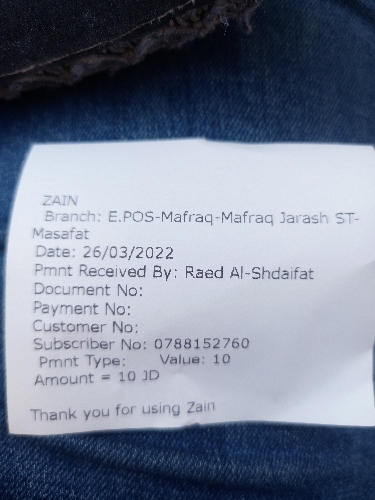 ZAIN
Branch: E.POS-Mafraq-Mafraq Jarash ST-
Masafat
Date: 26/03/2022
Pmnt Received By: Raed Al-Shdaifat
Document No:
Payment No:
Customer No:
Subscriber No: 0788152760
Pmnt Type: Value: 10
Amount = 10 JD
Thank you for using Zain